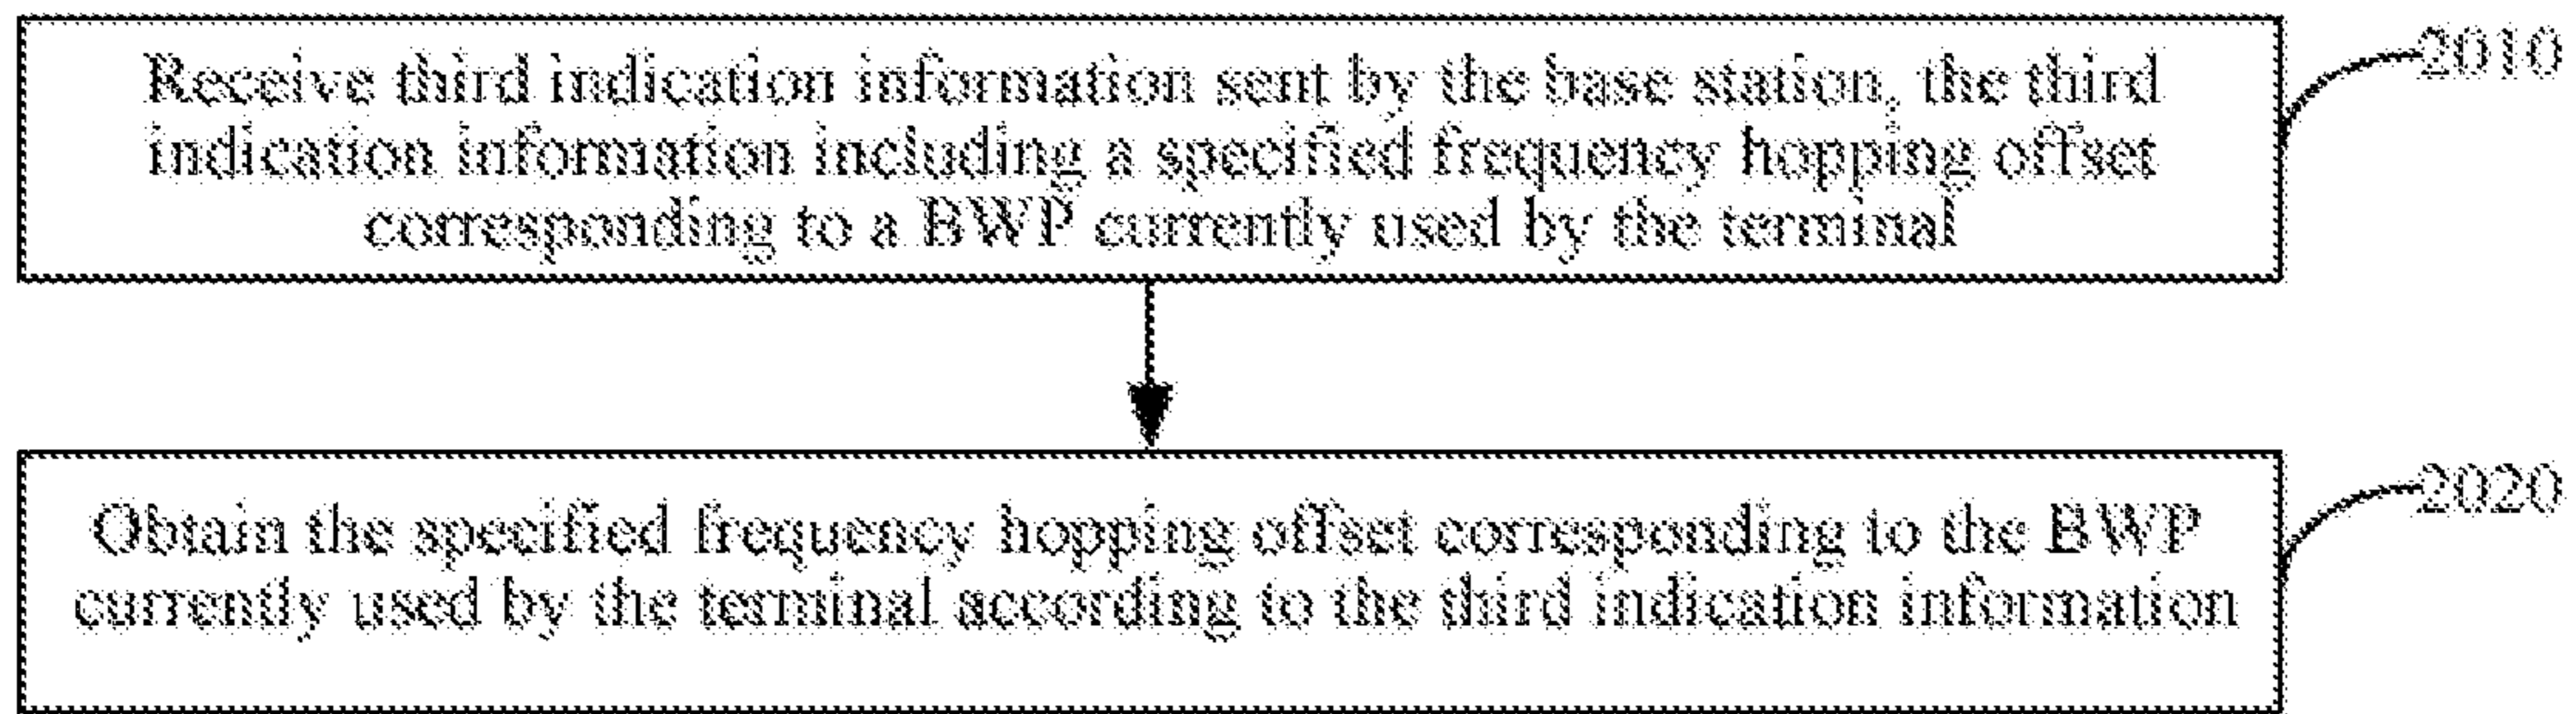 Receive third indication information sent by the base station, the third
indication information including a specified frequency hopping offset
corresponding to a BWP currently used by the terminal
2010
Obtain the specified frequency hopping offset corresponding to the BWP
currently used by the terminal according to the third indication information
2020